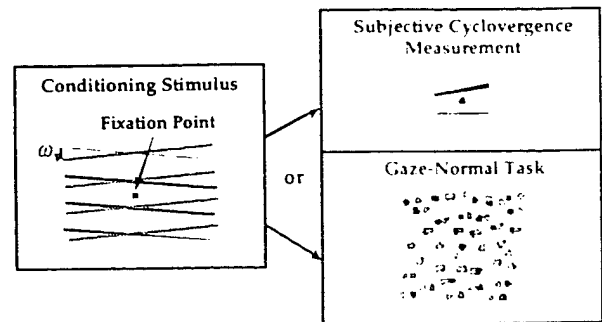 Conditioning Stimulus
Fixation Point
ω
or
Subjective Cyclovergence
Measurement
Gaze-Normal Task